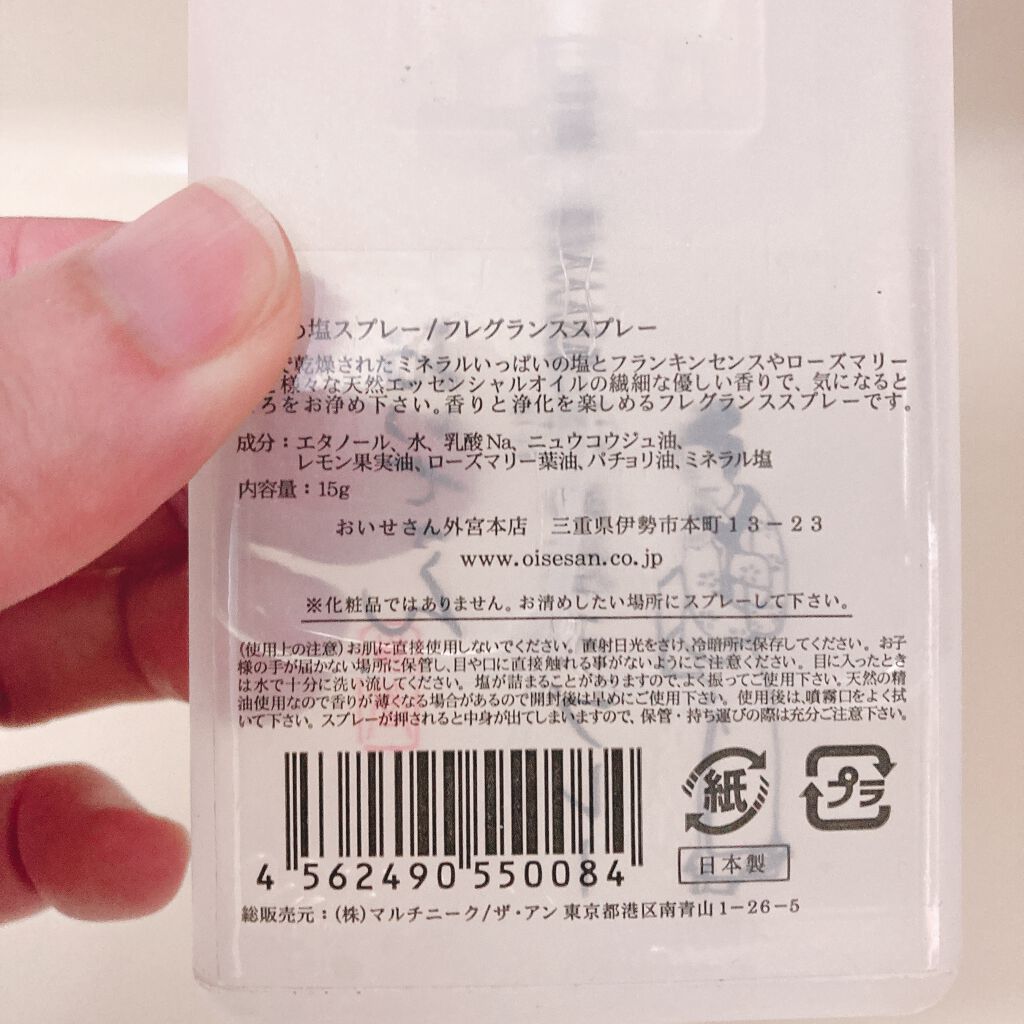 塩スプレー/フレグランススプレー
で乾燥されたミネラルいっぱいの塩とフランキンセンスやローズマリー
様々な天然エッセンシャルオイルの繊細な優しい香りで、気になると
ろをお浄め下さい。香りと浄化を楽しめるフレグランススプレーです。
成分：エタノール、水、乳酸Na、ニュウコウジュ油、
レモン果実油、ローズマリー葉油、パチョリ油、ミネラル塩
内容量：15g
おいせさん外宮本店 三重県伊勢市本町13－23
www.oisesan.co.jp
※化粧品ではありません。お清めしたい場所にスプレーして下さい。
(使用上の注意)お肌に直接使用しないでください。直射日光をさけ、冷暗所に保存してください。お子
様の手が届かない場所に保管し、目や口に直接触れる事がないようにご注意ください。目に入ったとき
は水で十分に洗い流してください。塩が詰まることがありますので、よく振ってご使用下さい。天然の精
油使用なので香りが薄くなる場合があるので開封後は早めにご使用下さい。使用後は、噴霧口をよく拭
いて下さい。スプレーが押されると中身が出てしまいますので、保管・持ち運びの際は充分ご注意下さい。
紙
プラ
日本製
4 562490 550084
総販売元：(株)マルチニーク/ザ・アン 東京都港区南青山1－26－5